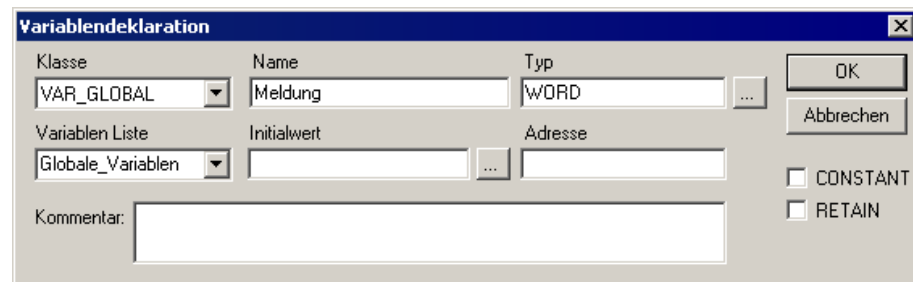 Variablendeklaration
Klasse Name Typ
VAR_GLOBAL Meldung WORD ... OK
Variablen Liste Initialwert Adresse Abbrechen
Globale_Variablen ...
CONSTANT
Kommentar: RETAIN